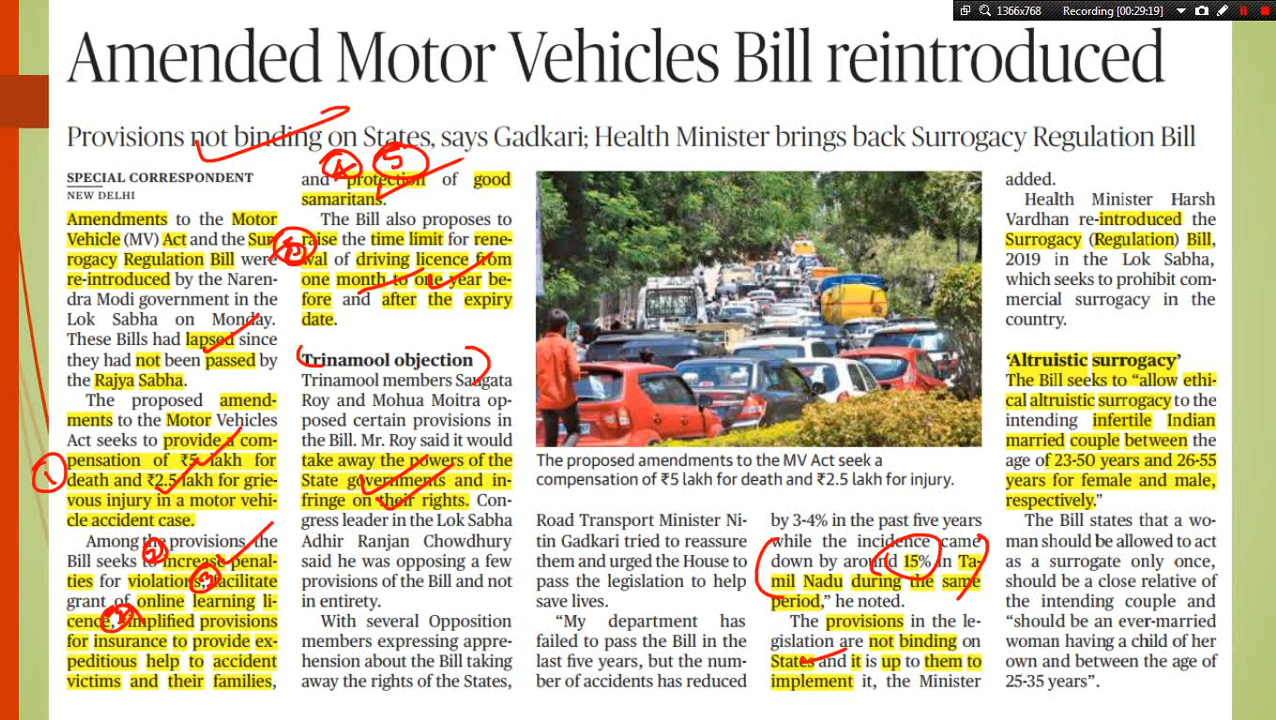 1366x768 Recording [00:29:19]
Amended Motor Vehicles Bill reintroduced
Provisions not binding on States, says Gadkari; Health Minister brings back Surrogacy Regulation Bill
SPECIAL CORRESPONDENT
NEW DELHI
Amendments to the Motor
Vehicle (MV) Act and the Sur-
rogacy Regulation Bill were
re-introduced by the Naren-
dra Modi government in the
Lok Sabha on Monday.
These Bills had lapsed since
they had not been passed by
the Rajya Sabha.
The proposed amend-
ments to the Motor Vehicles
Act seeks to provide a com-
1
pensation of ₹5 lakh for
death and ₹2.5 lakh for grie-
vous injury in a motor vehi-
cle accident case.
Among the provisions, the
2
Bill seeks to increase penal-
3
ties for violations, facilitate
grant of online learning li-
cence, simplified provisions
for insurance to provide ex-
peditious help to accident
victims and their families,
5
and protection of good
samaritans.
The Bill also proposes to
raise the time limit for rene-
wal of driving licence from
one month to one year be-
fore and after the expiry
date.
Trinamool objection
Trinamool members Saugata
Roy and Mohua Moitra op-
posed certain provisions in
the Bill. Mr. Roy said it would
take away the powers of the
State governments and in-
fringe on their rights. Con-
gress leader in the Lok Sabha
Adhir Ranjan Chowdhury
said he was opposing a few
provisions of the Bill and not
in entirety.
With several Opposition
members expressing appre-
hension about the Bill taking
away the rights of the States,
The proposed amendments to the MV Act seek a
compensation of ₹5 lakh for death and ₹2.5 lakh for injury.
Road Transport Minister Ni-
tin Gadkari tried to reassure
them and urged the House to
pass the legislation to help
save lives.
“My department has
failed to pass the Bill in the
last five years, but the num-
ber of accidents has reduced
by 3-4% in the past five years
while the incidence came
down by around 15% in Ta-
mil Nadu during the same
period,” he noted.
The provisions in the le-
gislation are not binding on
States and it is up to them to
implement it, the Minister
added.
Health Minister Harsh
Vardhan re-introduced the
Surrogacy (Regulation) Bill,
2019 in the Lok Sabha,
which seeks to prohibit com-
mercial surrogacy in the
country.
‘Altruistic surrogacy’
The Bill seeks to “allow ethi-
cal altruistic surrogacy to the
intending infertile Indian
married couple between the
age of 23-50 years and 26-55
years for female and male,
respectively.”
The Bill states that a wo-
man should be allowed to act
as a surrogate only once,
should be a close relative of
the intending couple and
“should be an ever-married
woman having a child of her
own and between the age of
25-35 years”.